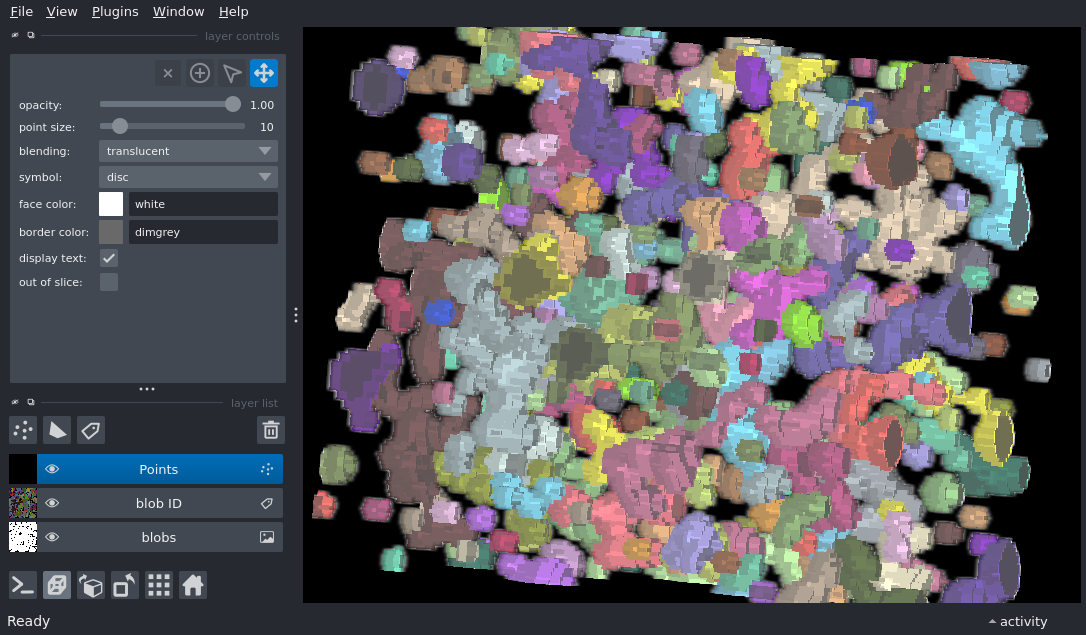 File View Plugins Window Help
layer controls
opacity: 1.00
point size: 10
blending: translucent
symbol: disc
face color: white
border color: dimgrey
display text:
out of slice:
layer list
Points
blob ID
blobs
Ready activity